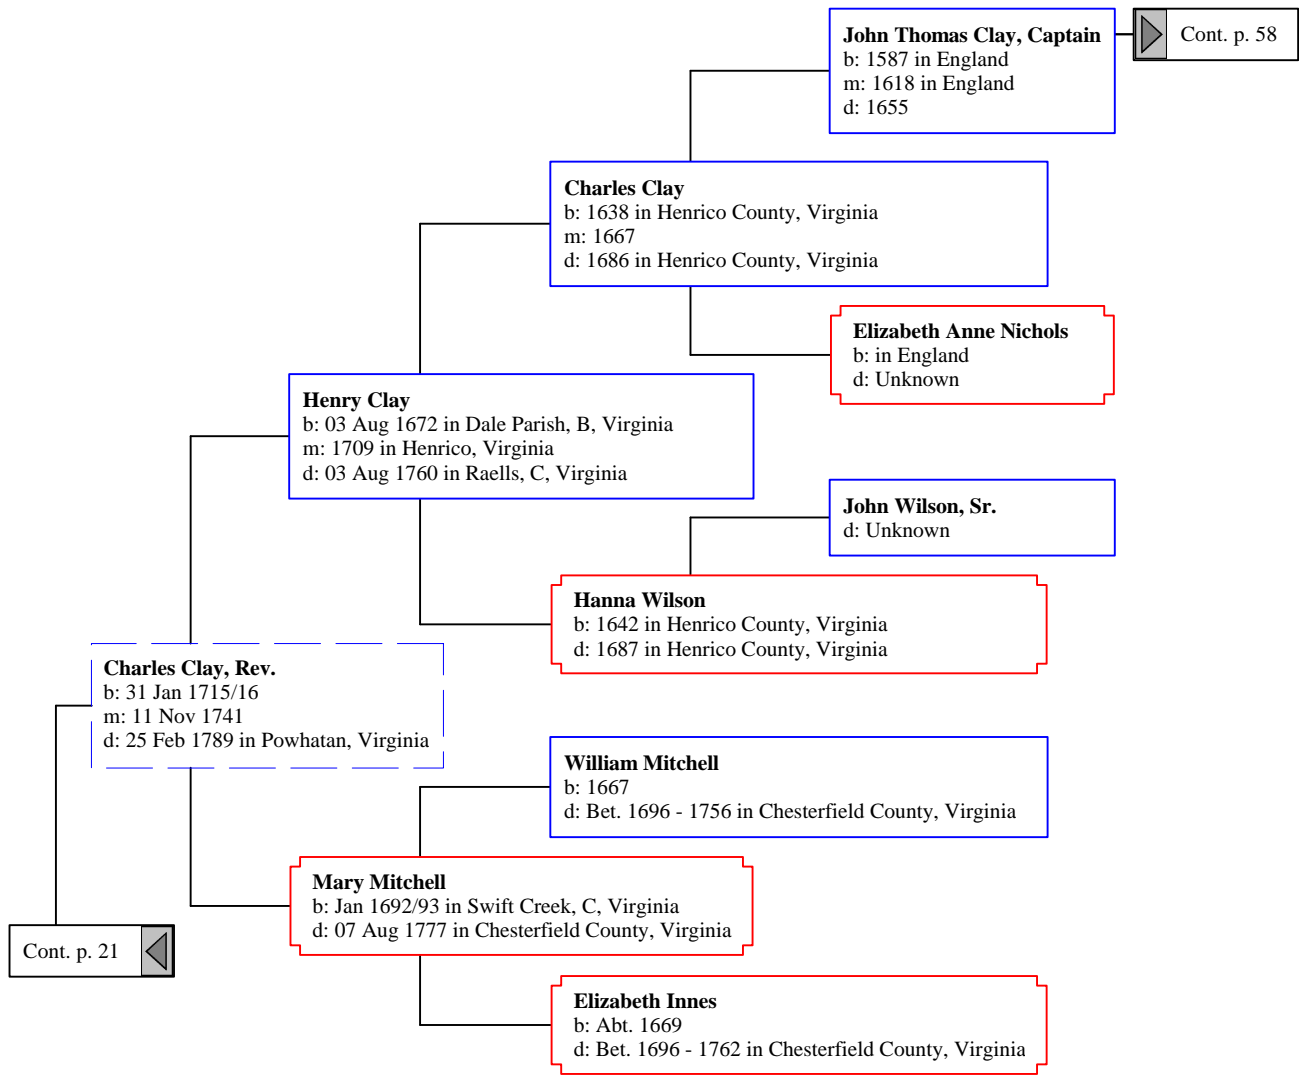 John Thomas Clay, Captain
b: 1587 in England
m: 1618 in England
d: 1655
Cont. p. 58
Charles Clay
b: 1638 in Henrico County, Virginia
m: 1667
d: 1686 in Henrico County, Virginia
Elizabeth Anne Nichols
b: in England
d: Unknown
Henry Clay
b: 03 Aug 1672 in Dale Parish, B, Virginia
m: 1709 in Henrico, Virginia
d: 03 Aug 1760 in Raells, C, Virginia
John Wilson, Sr.
d: Unknown
Hanna Wilson
b: 1642 in Henrico County, Virginia
d: 1687 in Henrico County, Virginia
Charles Clay, Rev.
b: 31 Jan 1715/16
m: 11 Nov 1741
d: 25 Feb 1789 in Powhatan, Virginia
William Mitchell
b: 1667
d: Bet. 1696 - 1756 in Chesterfield County, Virginia
Mary Mitchell
b: Jan 1692/93 in Swift Creek, C, Virginia
d: 07 Aug 1777 in Chesterfield County, Virginia
Cont. p. 21
Elizabeth Innes
b: Abt. 1669
d: Bet. 1696 - 1762 in Chesterfield County, Virginia